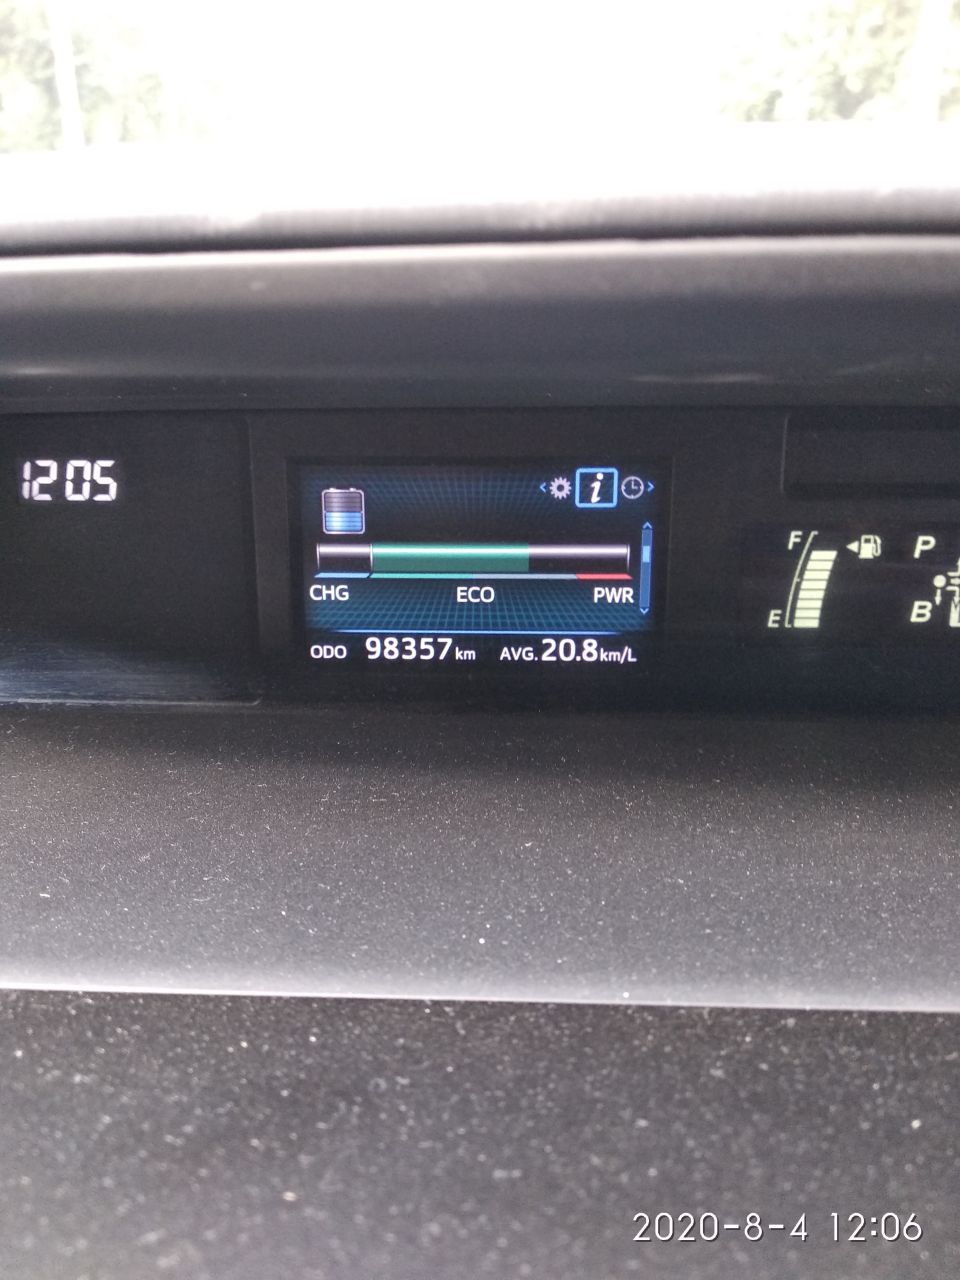 12:05
CHG ECO PWR
ODO 98357 km AVG. 20.8 km/L
F
E
P
B
2020-8-4 12:06